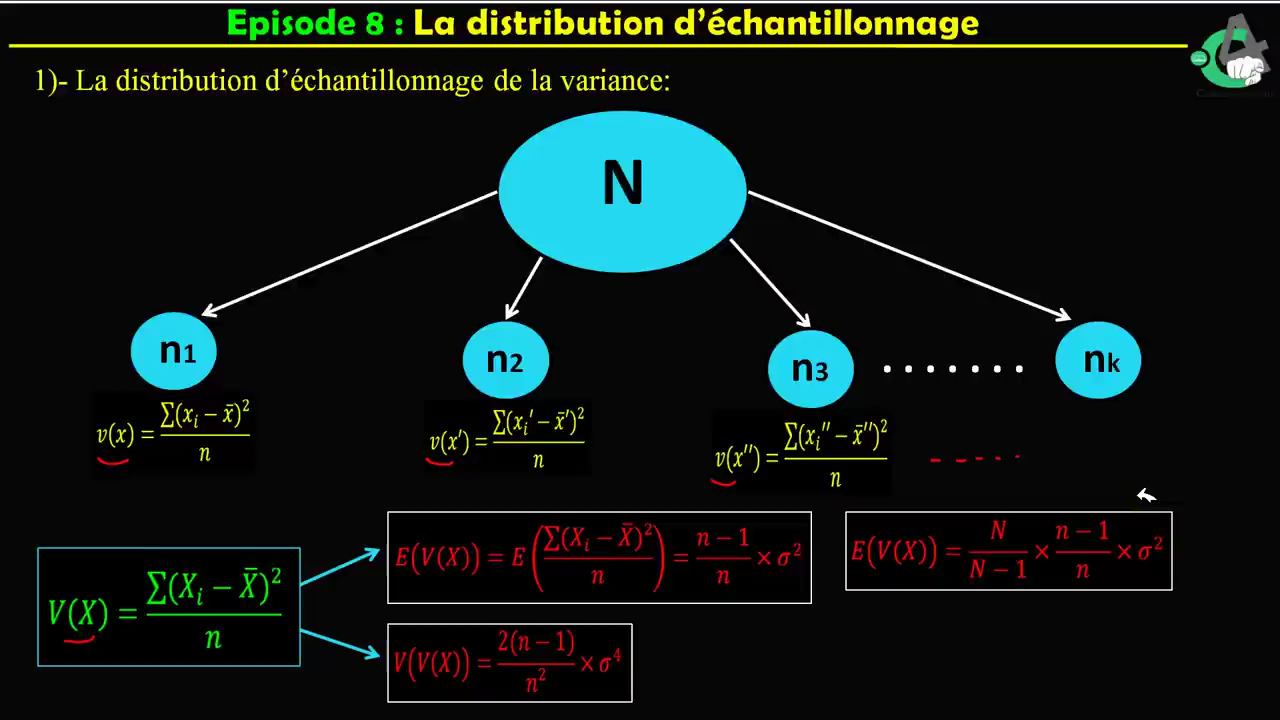 Episode 8 : La distribution d'échantillonnage
1)- La distribution d'échantillonnage de la variance:
N
n1
n2
n3
.......
nk
v(x) = ∑(xᵢ − x̄)² / n
v(x′) = ∑(xᵢ′ − x̄′)² / n
v(x′′) = ∑(xᵢ′′ − x̄′′)² / n
V(X) = ∑(Xᵢ − X̄)² / n
E(V(X)) = E(∑(Xᵢ − X̄)² / n) = n − 1 / n × σ²
E(V(X)) = N / N − 1 × n − 1 / n × σ²
V(V(X)) = 2(n − 1) / n² × σ⁴